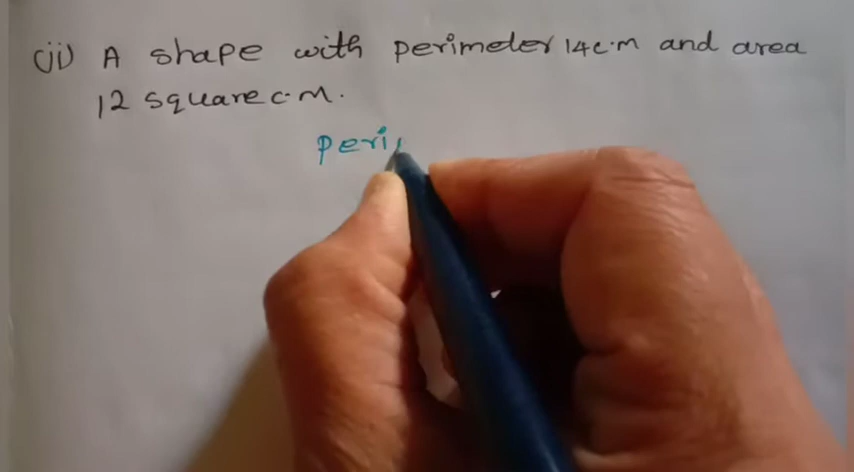 (ii) A shape with perimeter 14c.m and area
12 square c.m.
peri